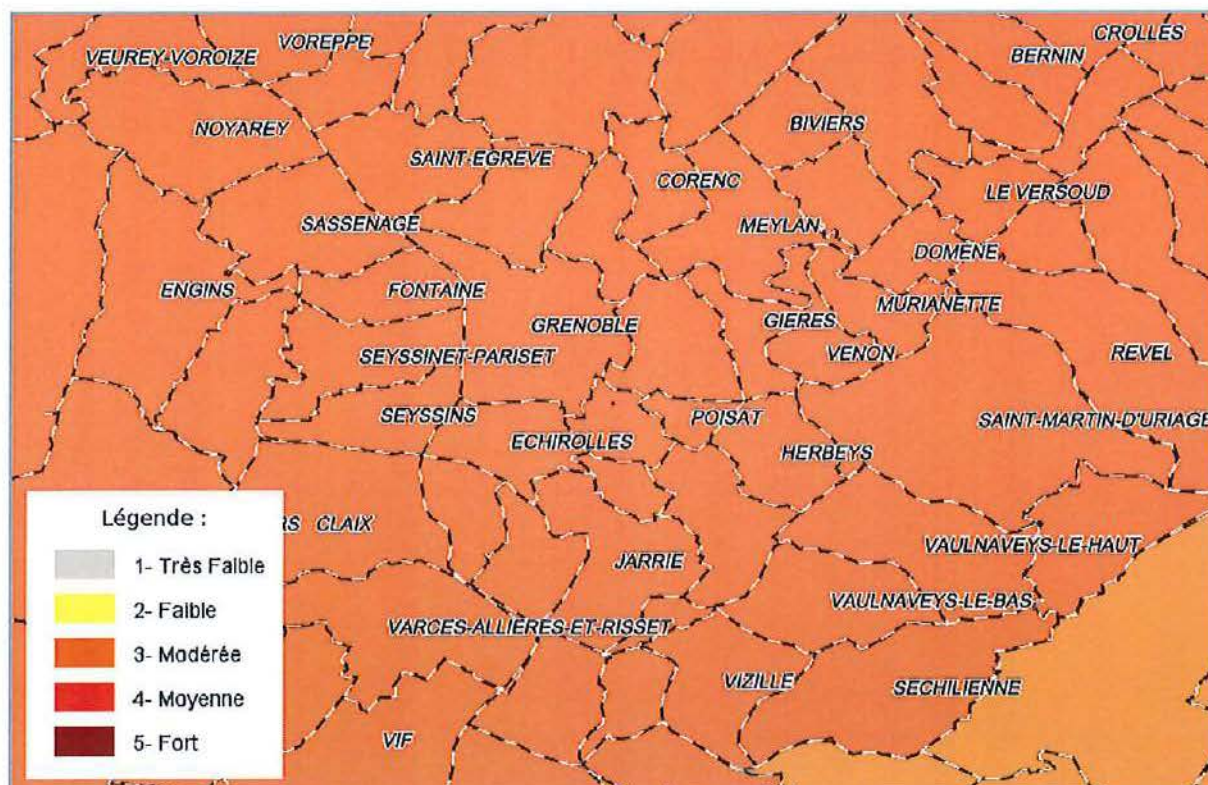 CROLLES
VOREPPE
BERNIN
VEUREY-VOROIZE
NOYAREY
BIVIERS
SAINT-EGREVE
CORENC
LE VERSOUD
SASSENAGE
MEYLAN
DOMENE
ENGINS
FONTAINE
MURIANETTE
GRENOBLE
GIERES
SEYSSINET-PARISET
VENON
REVEL
SEYSSINS
POISAT
SAINT-MARTIN-D'URIAGE
ECHIROLLES
HERBEYS
Légende :
CLAIX
VAULNAVEYS-LE-HAUT
1- Très Faible
JARRIE
2- Faible
VAULNAVEYS-LE-BAS
VARCES-ALLIERES-ET-RISSET
3- Modérée
VIZILLE
SECHILIENNE
4- Moyenne
VIF
5- Fort